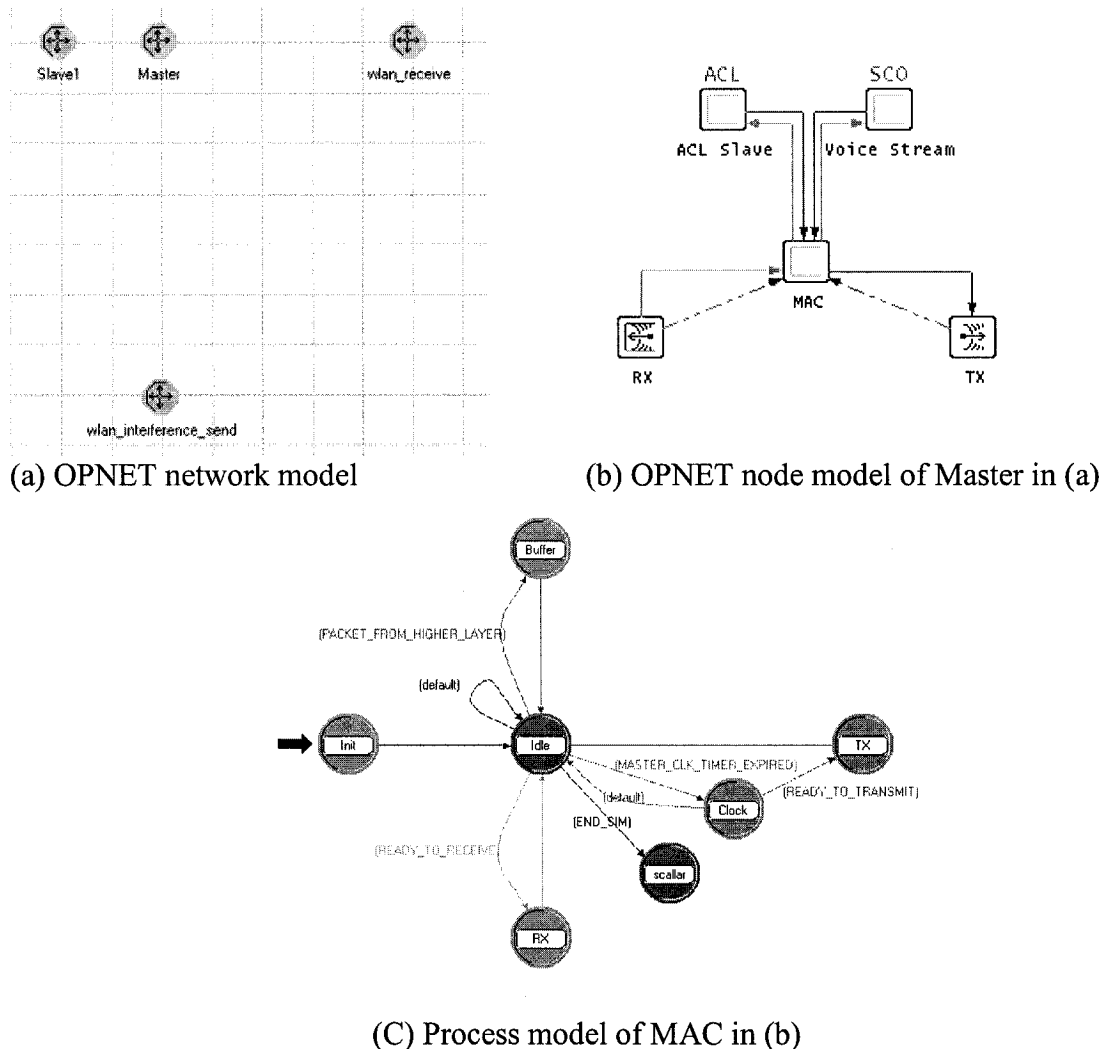 Slave1 Master wlan_receive
wlan_interference_send
(a) OPNET network model
ACL SCO
ACL Slave Voice Stream
MAC
RX TX
(b) OPNET node model of Master in (a)
Buffer
(PACKET_FROM_HIGHER_LAYER)
(default)
Init Idle TX
(MASTER_CLK_TIMER_EXPIRED)
(default) Clock (READY_TO_TRANSMIT)
(END_SIM)
(READY_TO_RECEIVE)
scallar
RX
(C) Process model of MAC in (b)